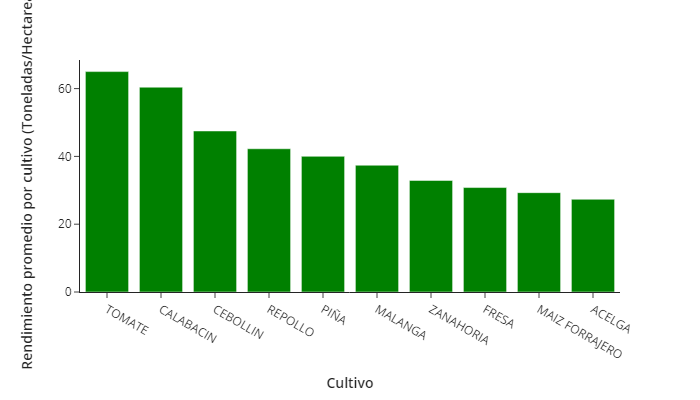 Rendimiento promedio por cultivo (Toneladas/Hectarea
60
40
20
0
TOMATE
CALABACIN
CEBOLLIN
REPOLLO
PIÑA
MALANGA
ZANAHORIA
FRESA
MAIZ FORRAJERO
ACELGA
Cultivo